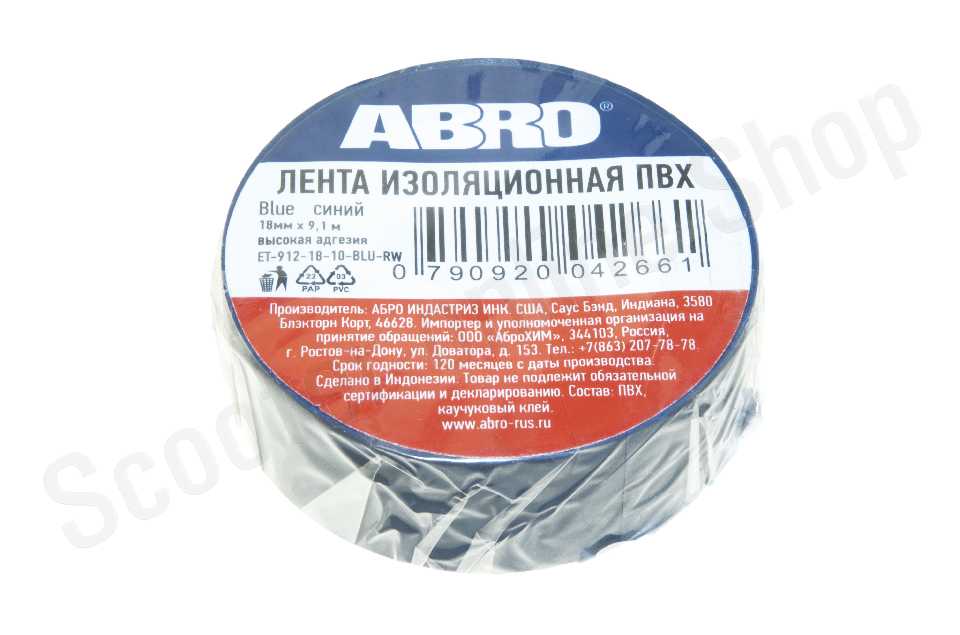 ABRO®
ЛЕНТА ИЗОЛЯЦИОННАЯ ПВХ
Blue синий
18мм x 9,1 м
высокая адгезия
ET-912-18-10-BLU-RW
0 790920 042661
22
PAP
03
PVC
Производитель: АБРО ИНДАСТРИЗ ИНК. США, Саус Бэнд, Индиана, 3580
Блэкторн Корт, 46628. Импортер и уполномоченная организация на
принятие обращений: ООО «АброХИМ», 344103, Россия,
г. Ростов-на-Дону, ул. Доватора, д. 153. Тел.: +7(863) 207-78-78.
Срок годности: 120 месяцев с даты производства.
Сделано в Индонезии. Товар не подлежит обязательной
сертификации и декларированию. Состав: ПВХ,
каучуковый клей.
www.abro-rus.ru